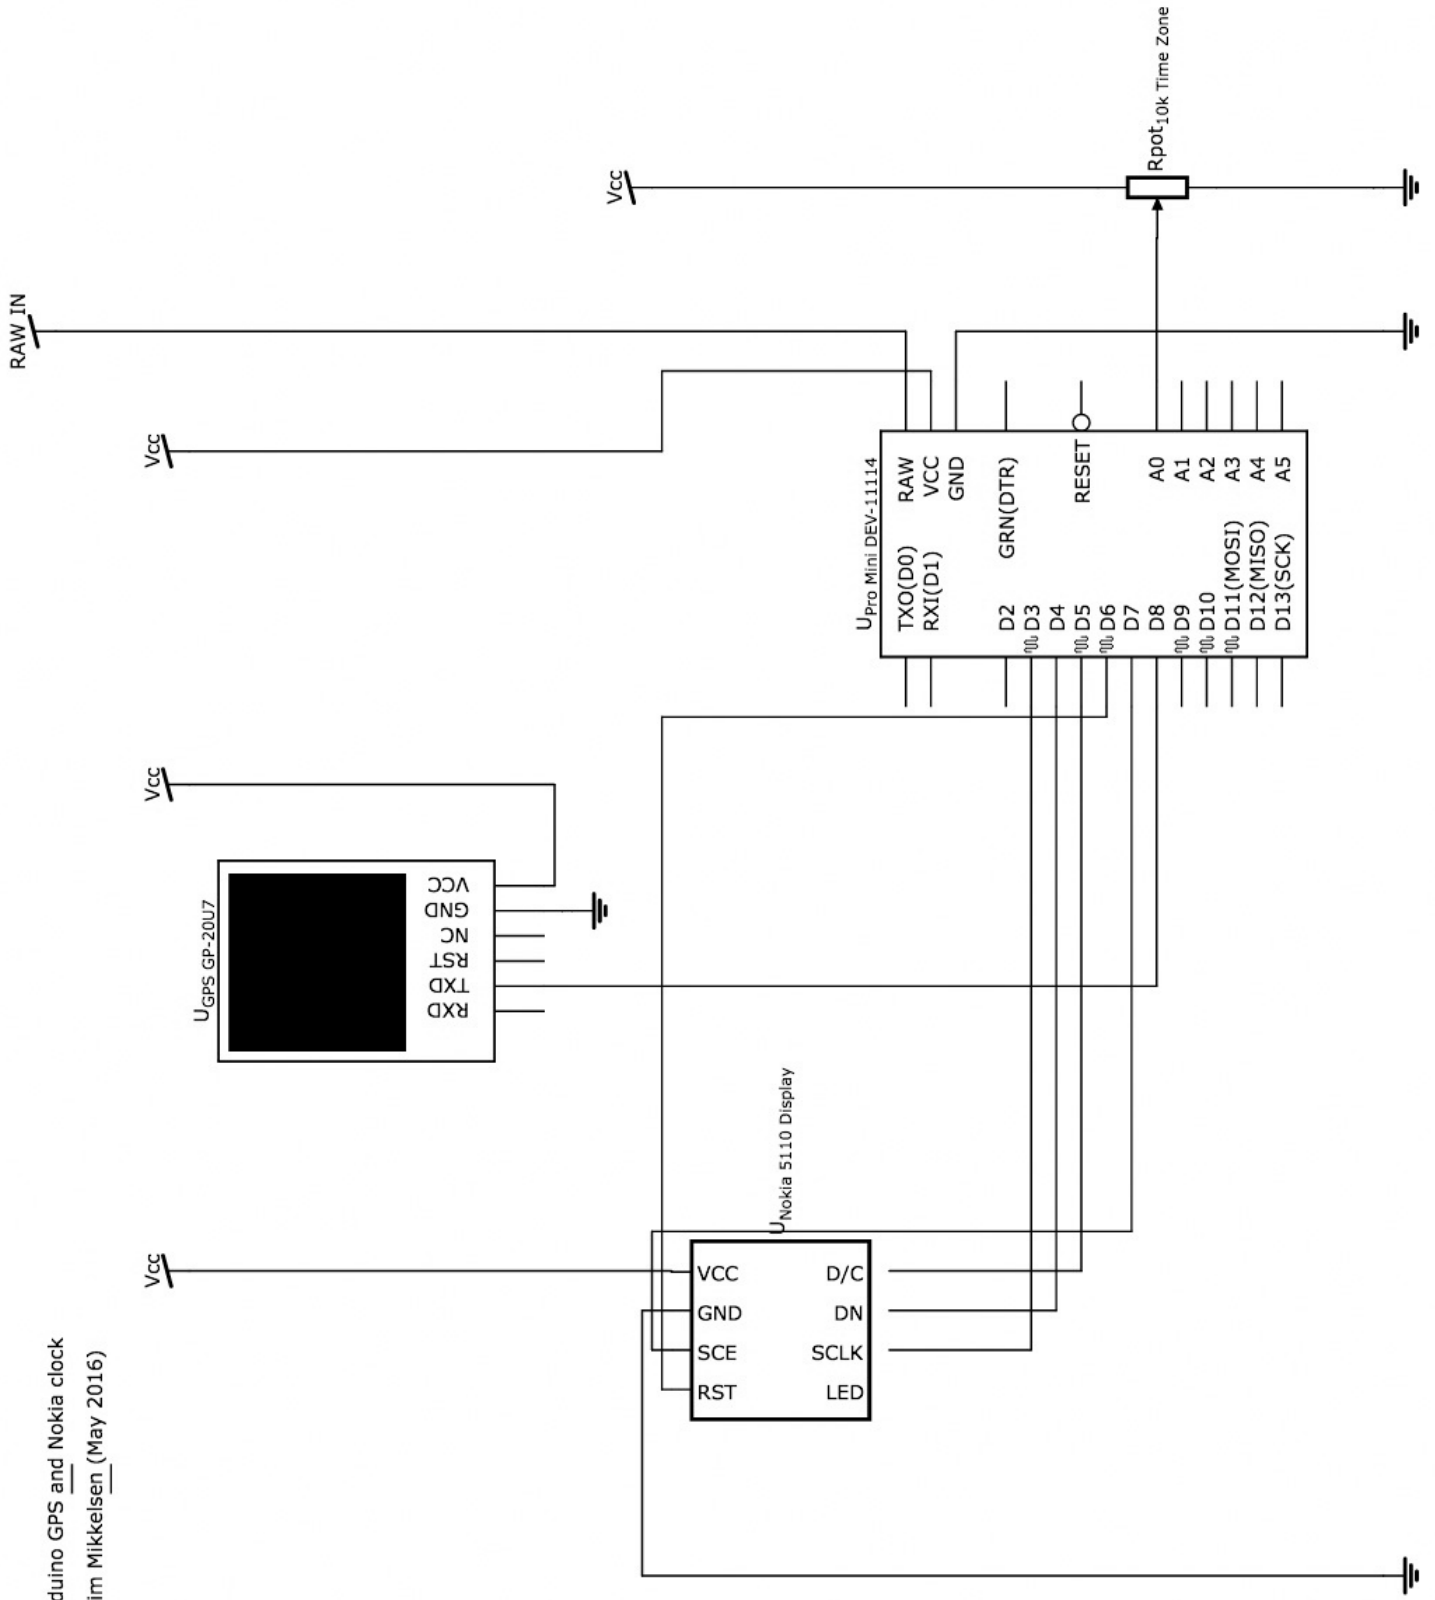 duino GPS and Nokia clock
im Mikkelsen (May 2016)
RAW IN
Vcc
Vcc
Vcc
Vcc
Rpot10k Time Zone
UGPS GP-20U7
VCC
GND
NC
RST
TXD
RXD
UNokia 5110 Display
VCC
GND
SCE
RST
D/C
DN
SCLK
LED
UPro Mini DEV-11114
TXO(D0)
RXI(D1)
D2
D3
D4
D5
D6
D7
D8
D9
D10
D11(MOSI)
D12(MISO)
D13(SCK)
RAW
VCC
GND
GRN(DTR)
RESET
A0
A1
A2
A3
A4
A5